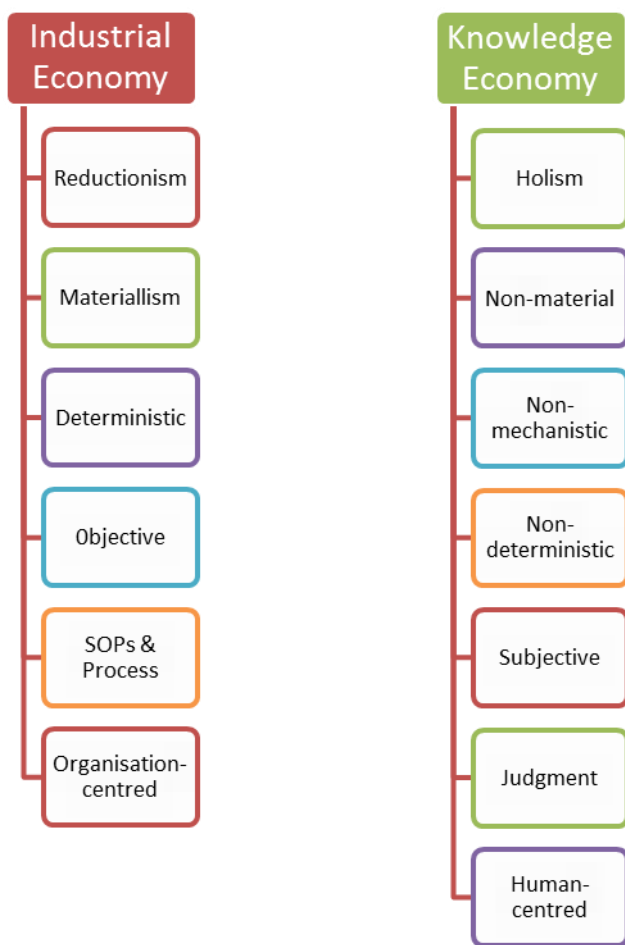 Industrial
Economy
Reductionism
Materiallism
Deterministic
0bjective
SOPs &
Process
Organisation-
centred
Knowledge
Economy
Holism
Non-material
Non-
mechanistic
Non-
deterministic
Subjective
Judgment
Human-
centred